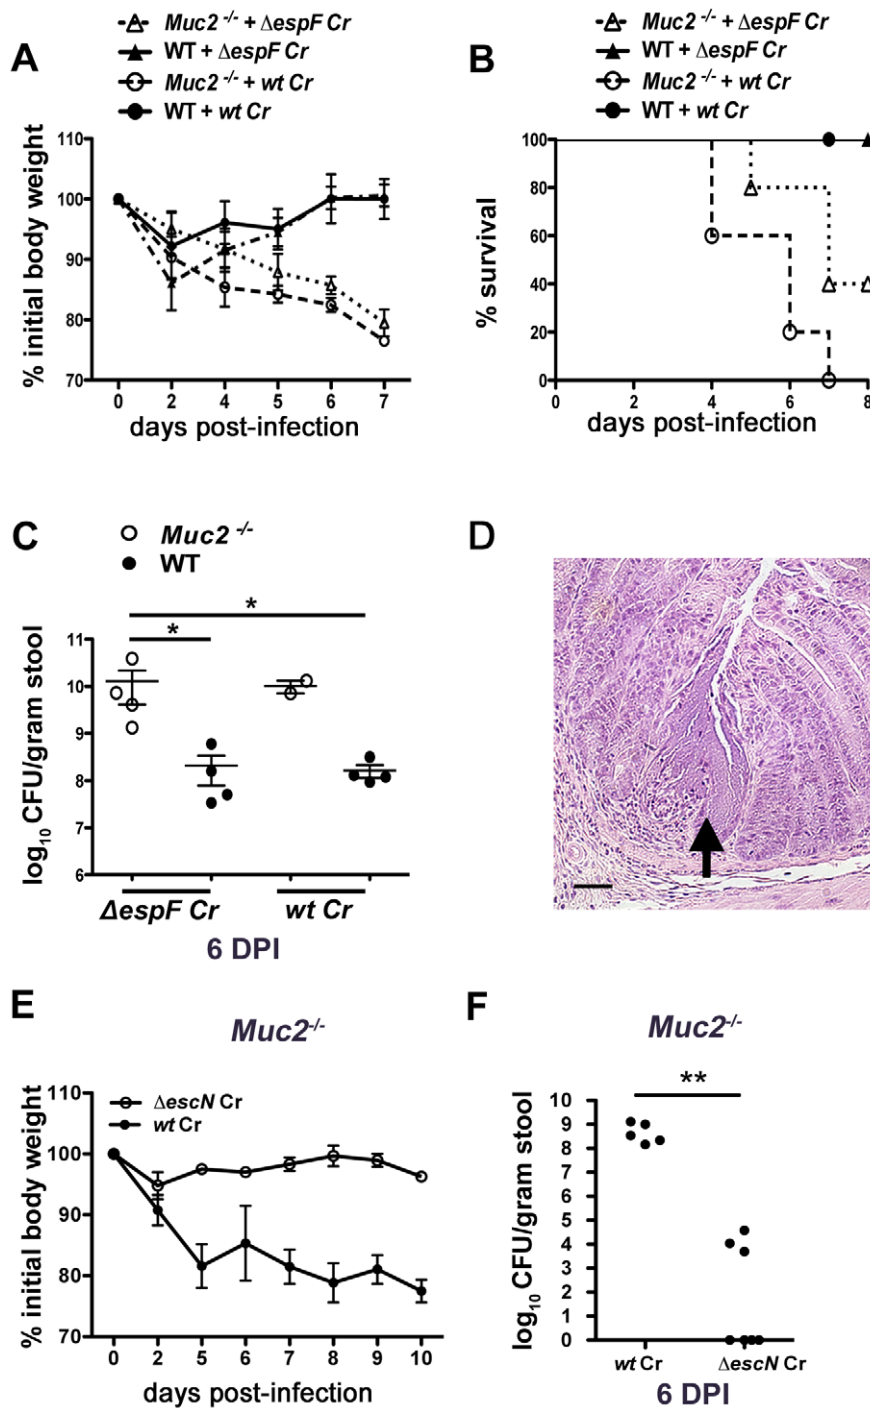 A
Muc2 -/- + ΔespF Cr
WT + ΔespF Cr
Muc2 -/- + wt Cr
WT + wt Cr
% initial body weight
110
100
90
80
70
0 2 4 5 6 7
days post-infection
B
Muc2 -/- + ΔespF Cr
WT + ΔespF Cr
Muc2 -/- + wt Cr
WT + wt Cr
% survival
100
80
60
40
20
0
0 2 4 6 8
days post-infection
C
Muc2 -/-
WT
* *
log10 CFU/gram stool
11
10
9
8
7
6
ΔespF Cr wt Cr
6 DPI
D
E
Muc2-/-
ΔescN Cr
wt Cr
% initial body weight
110
100
90
80
70
0 2 5 6 7 8 9 10
days post-infection
F
Muc2-/-
**
log10 CFU/gram stool
10
9
8
7
6
5
4
3
2
1
0
wt Cr ΔescN Cr
6 DPI